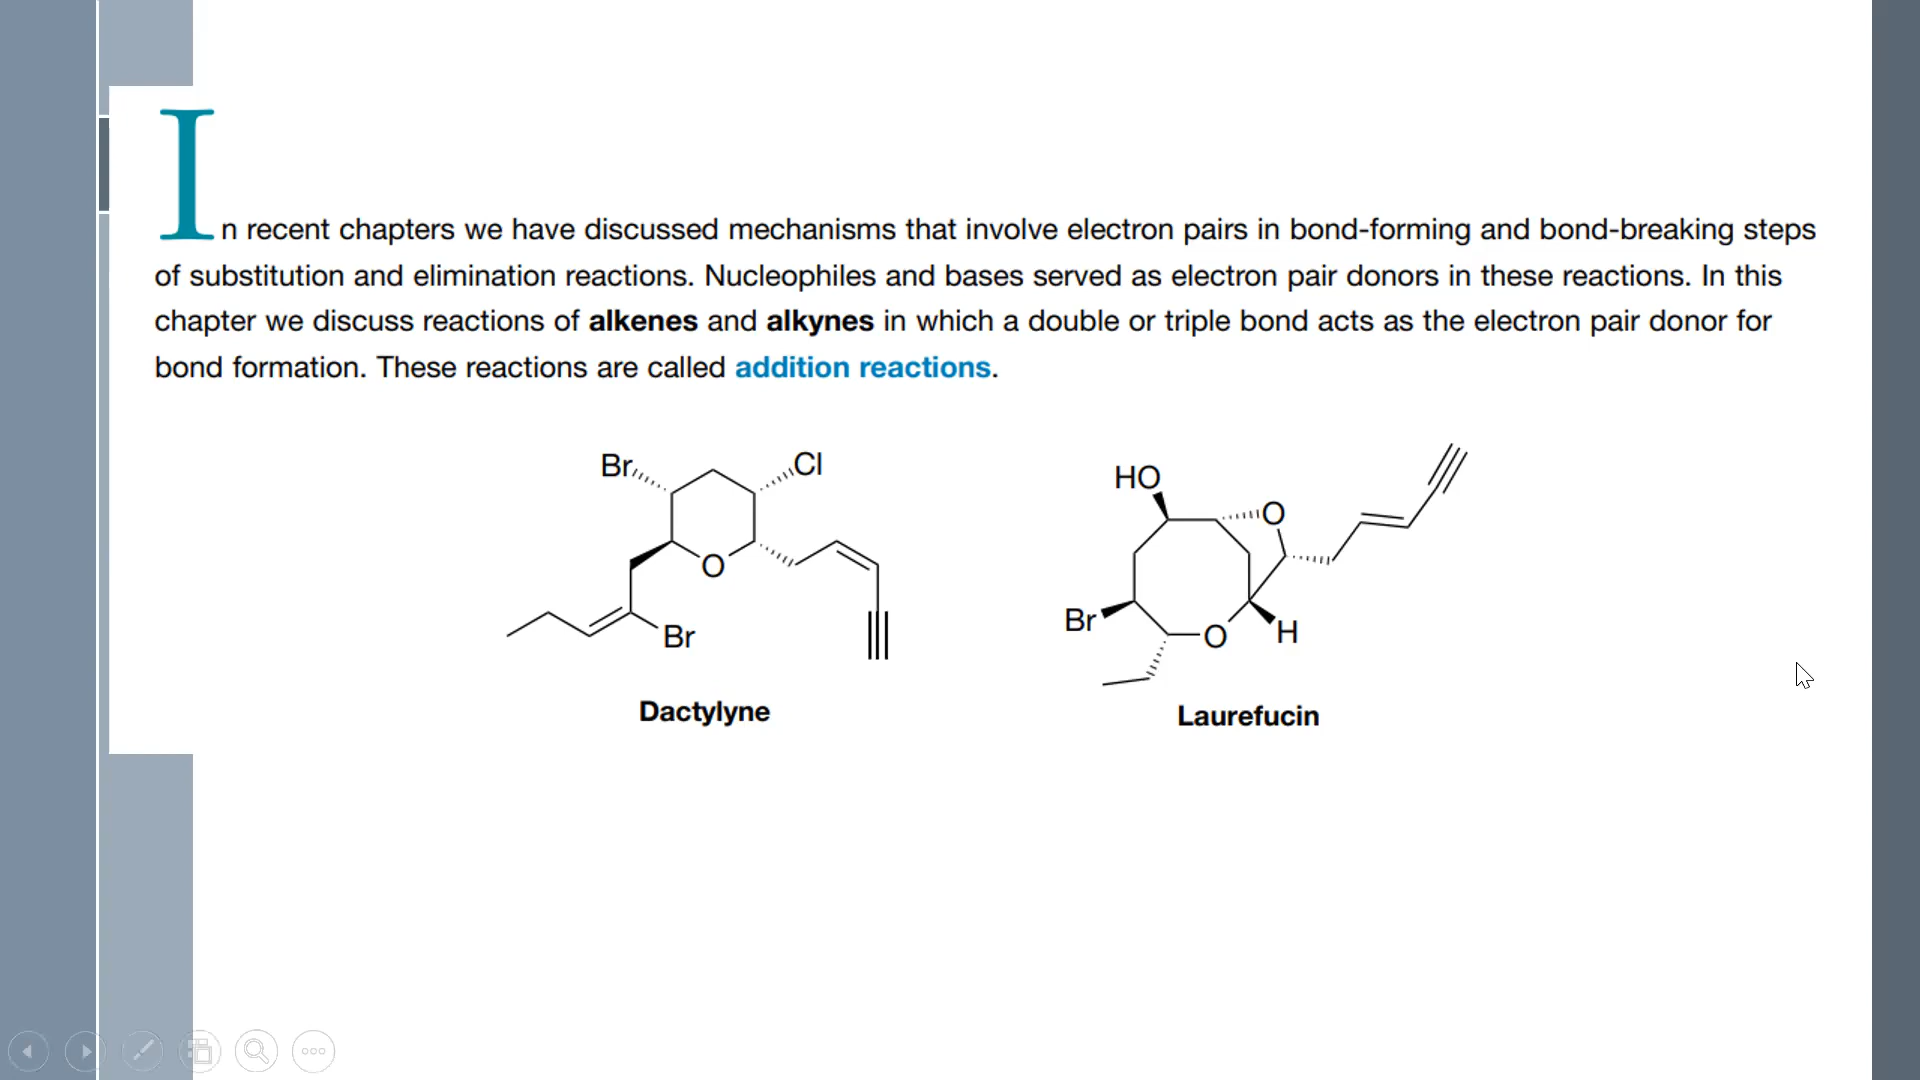 In recent chapters we have discussed mechanisms that involve electron pairs in bond-forming and bond-breaking steps
of substitution and elimination reactions. Nucleophiles and bases served as electron pair donors in these reactions. In this
chapter we discuss reactions of alkenes and alkynes in which a double or triple bond acts as the electron pair donor for
bond formation. These reactions are called addition reactions.
Br Cl
O
Br
Dactylyne
HO
O
Br
O
H
Laurefucin